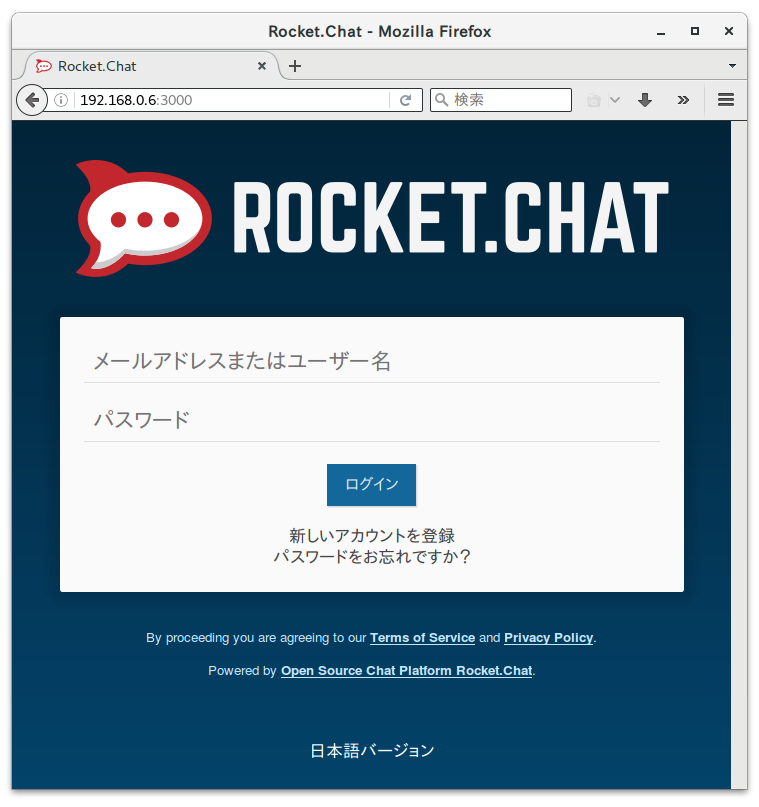 Rocket.Chat - Mozilla Firefox
Rocket.Chat
192.168.0.6:3000
検索
ROCKET.CHAT
メールアドレスまたはユーザー名
パスワード
ログイン
新しいアカウントを登録
パスワードをお忘れですか?
By proceeding you are agreeing to our Terms of Service and Privacy Policy.
Powered by Open Source Chat Platform Rocket.Chat.
日本語バージョン